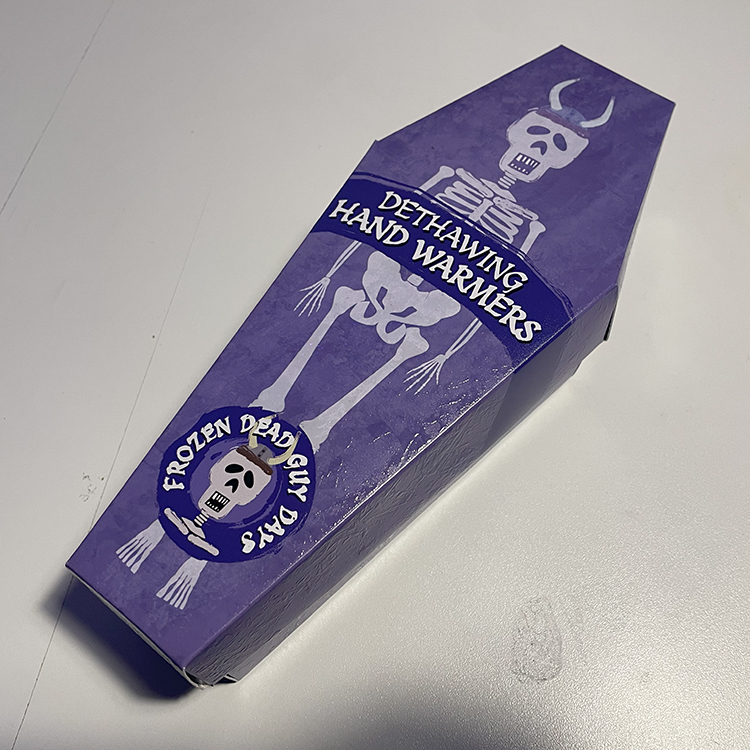 DETHAWING
HAND WARMERS
FROZEN DEAD GUY DAYS